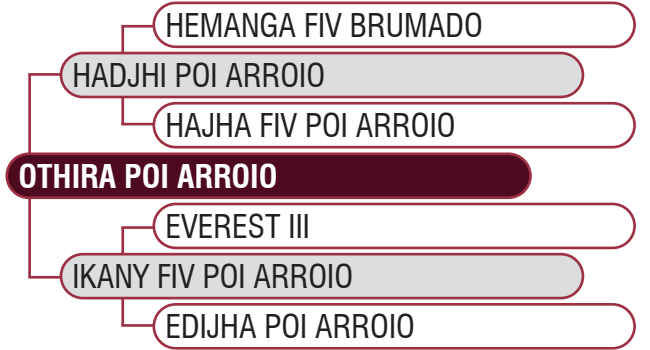 HEMANGA FIV BRUMADO
HADJHI POI ARROIO
HAJHA FIV POI ARROIO
OTHIRA POI ARROIO
EVEREST III
IKANY FIV POI ARROIO
EDIJHA POI ARROIO